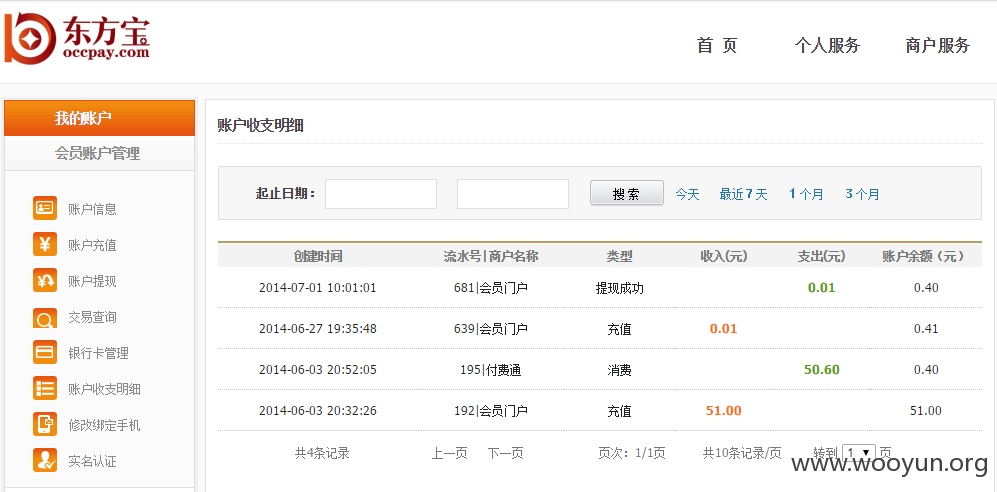 东方宝
occpay.com
首 页 个人服务 商户服务
我的账户
会员账户管理
账户信息
账户充值
账户提现
交易查询
银行卡管理
账户收支明细
修改绑定手机
实名认证
账户收支明细
起止日期： 搜 索 今天 最近7天 1个月 3个月
创建时间 流水号|商户名称 类型 收入(元) 支出(元) 账户余额（元）
2014-07-01 10:01:01 681|会员门户 提现成功 0.01 0.40
2014-06-27 19:35:48 639|会员门户 充值 0.01 0.41
2014-06-03 20:52:05 195|付费通 消费 50.60 0.40
2014-06-03 20:32:26 192|会员门户 充值 51.00 51.00
共4条记录 上一页 下一页 页次：1/1页 共10条记录/页 转到 1 页
www.wooyun.org